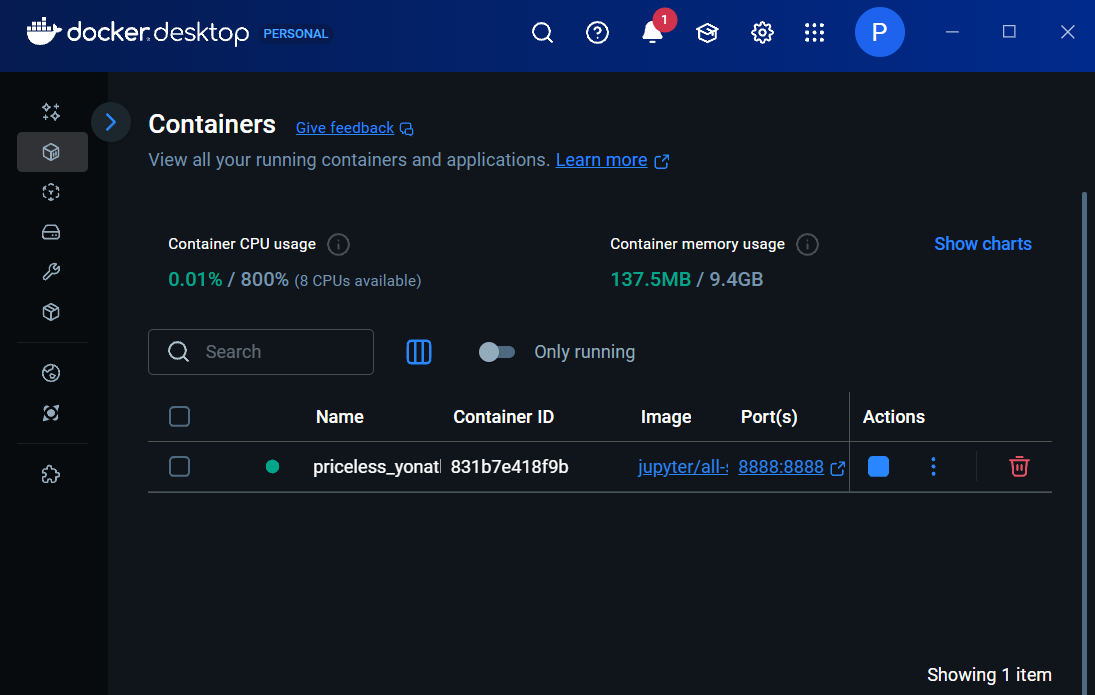 docker.desktop PERSONAL 1 P
Containers Give feedback
View all your running containers and applications. Learn more
Container CPU usage Container memory usage Show charts
0.01% / 800% (8 CPUs available) 137.5MB / 9.4GB
Search Only running
Name Container ID Image Port(s) Actions
priceless_yonat 831b7e418f9b jupyter/all- 8888:8888
Showing 1 item